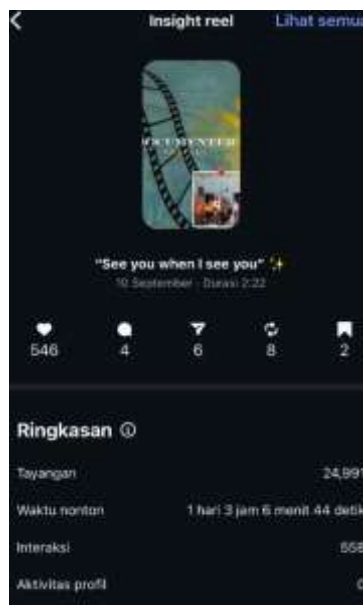 Insight reel Lihat semua
DOCUMENTER
"See you when I see you" ✨
10 September · Durasi 2:22
546 4 6 8 2
Ringkasan
Tayangan 24,991
Waktu nonton 1 hari 3 jam 6 menit 44 detik
Interaksi 558
Aktivitas profil 0